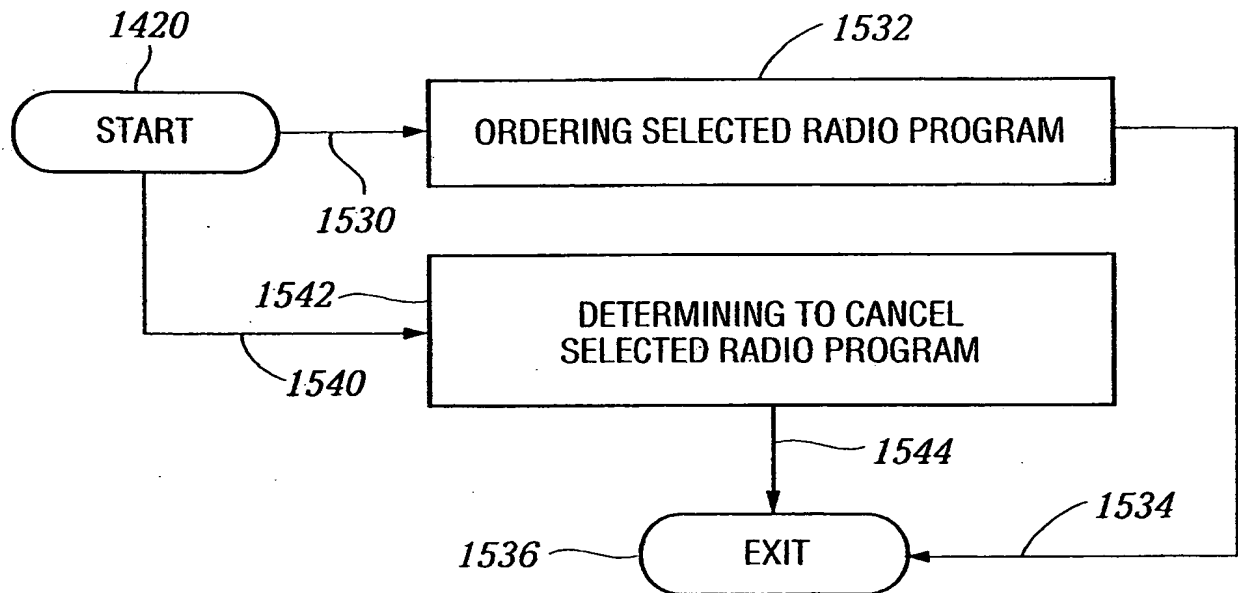 1420
START
1530
1532
ORDERING SELECTED RADIO PROGRAM
1542
1540
DETERMINING TO CANCEL
SELECTED RADIO PROGRAM
1544
1534
1536
EXIT